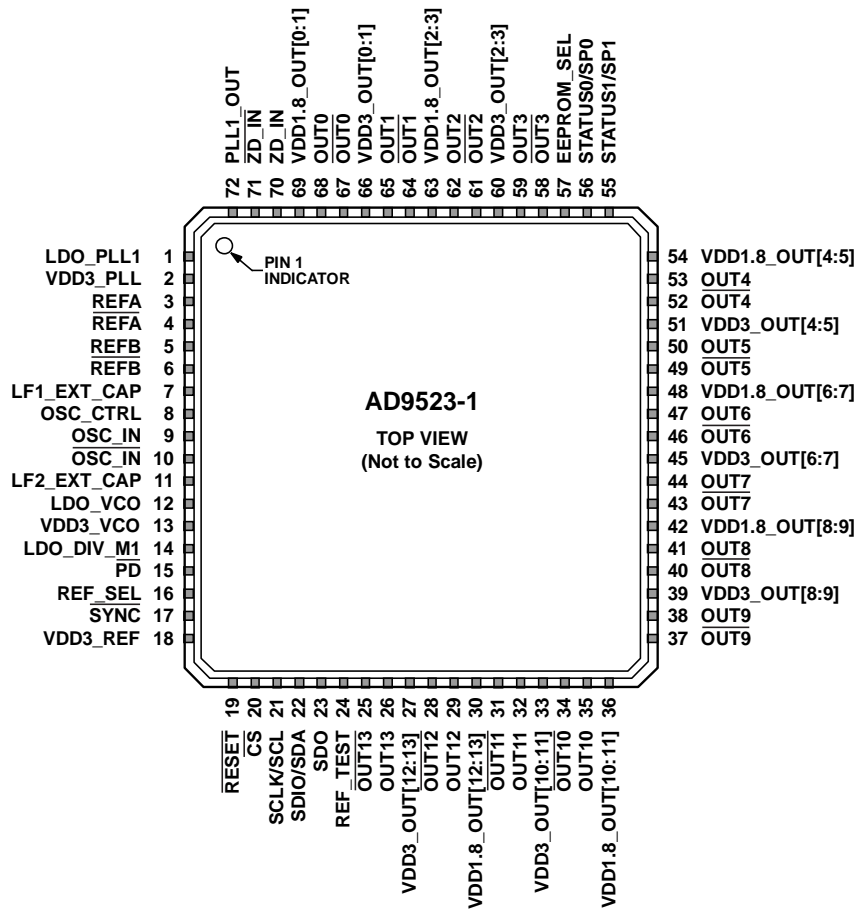 72 PLL1_OUT
71 ZD_IN
70 ZD_IN
69 VDD1.8_OUT[0:1]
68 OUT0
67 OUT0
66 VDD3_OUT[0:1]
65 OUT1
64 OUT1
63 VDD1.8_OUT[2:3]
62 OUT2
61 OUT2
60 VDD3_OUT[2:3]
59 OUT3
58 OUT3
57 EEPROM_SEL
56 STATUS0/SP0
55 STATUS1/SP1
LDO_PLL1 1
VDD3_PLL 2
REFA 3
REFA 4
REFB 5
REFB 6
LF1_EXT_CAP 7
OSC_CTRL 8
OSC_IN 9
OSC_IN 10
LF2_EXT_CAP 11
LDO_VCO 12
VDD3_VCO 13
LDO_DIV_M1 14
PD 15
REF_SEL 16
SYNC 17
VDD3_REF 18
PIN 1
INDICATOR
AD9523-1
TOP VIEW
(Not to Scale)
54 VDD1.8_OUT[4:5]
53 OUT4
52 OUT4
51 VDD3_OUT[4:5]
50 OUT5
49 OUT5
48 VDD1.8_OUT[6:7]
47 OUT6
46 OUT6
45 VDD3_OUT[6:7]
44 OUT7
43 OUT7
42 VDD1.8_OUT[8:9]
41 OUT8
40 OUT8
39 VDD3_OUT[8:9]
38 OUT9
37 OUT9
RESET 19
CS 20
SCLK/SCL 21
SDIO/SDA 22
SDO 23
REF_TEST 24
OUT13 25
OUT13 26
VDD3_OUT[12:13] 27
OUT12 28
OUT12 29
VDD1.8_OUT[12:13] 30
OUT11 31
OUT11 32
VDD3_OUT[10:11] 33
OUT10 34
OUT10 35
VDD1.8_OUT[10:11] 36